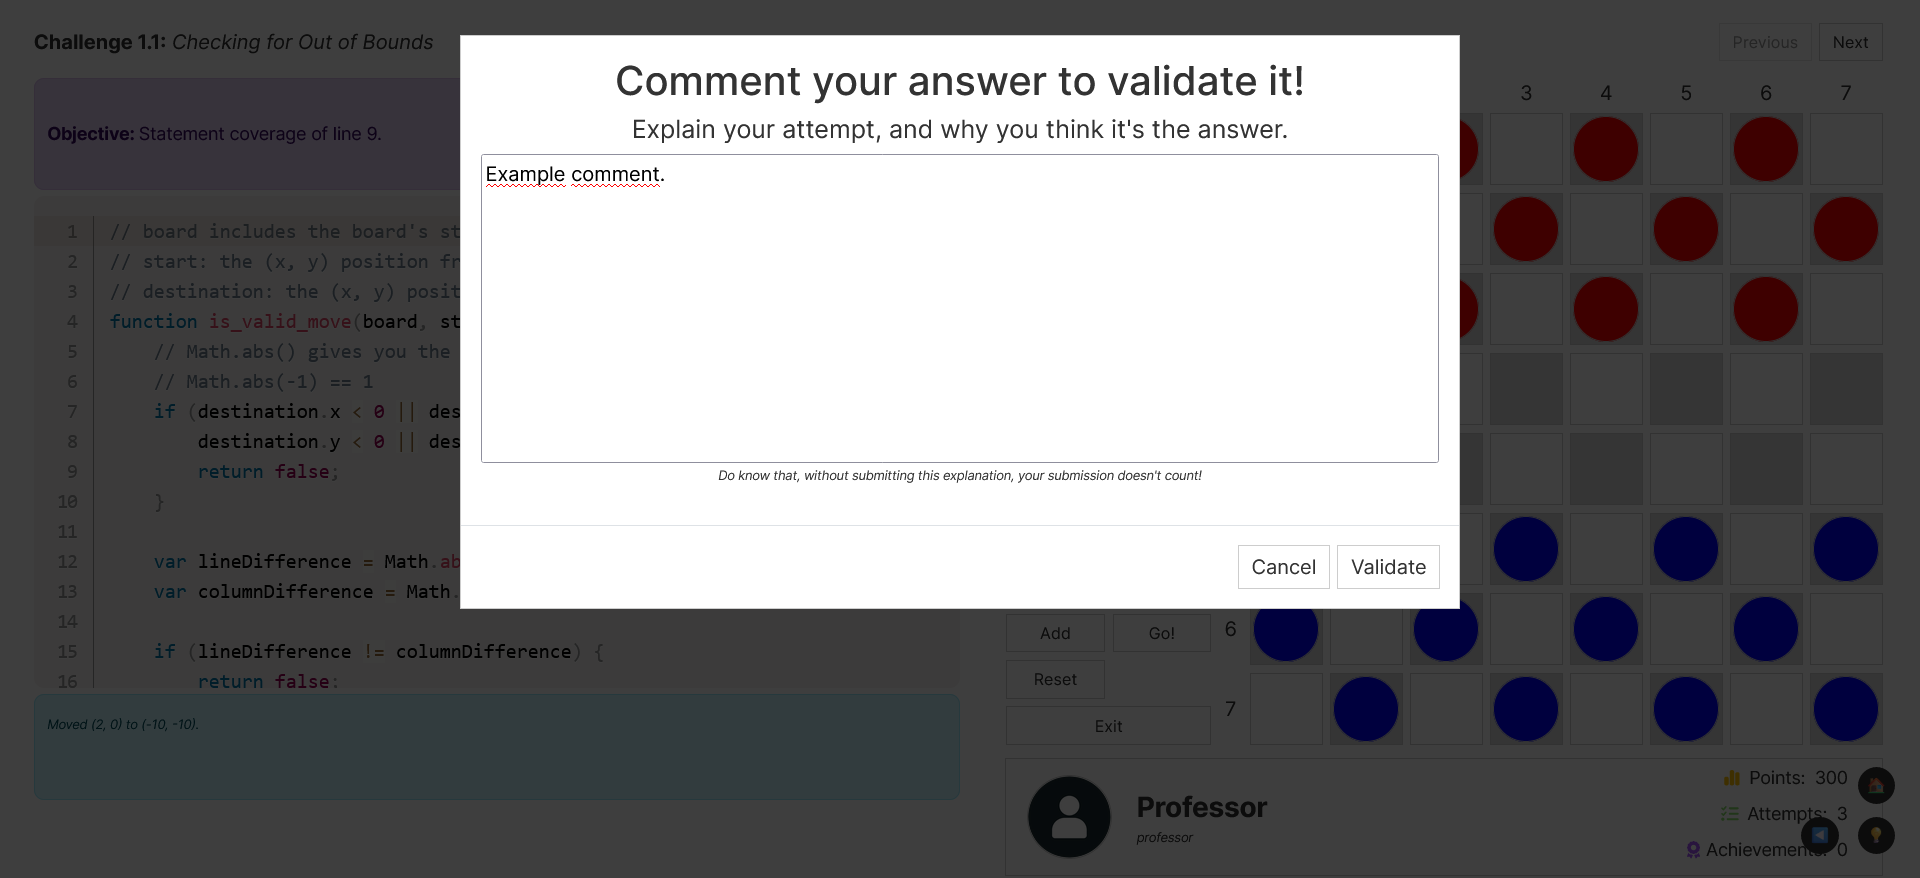 Challenge 1.1: Checking for Out of Bounds
Previous
Next
Objective: Statement coverage of line 9.
1 // board includes the board's st
2 // start: the (x, y) position fr
3 // destination: the (x, y) posit
4 function is_valid_move(board, st
5 // Math.abs() gives you the
6 // Math.abs(-1) == 1
7 if (destination.x < 0 || des
8 destination.y < 0 || des
9 return false;
10 }
11
12 var lineDifference = Math.ab
13 var columnDifference = Math.
14
15 if (lineDifference != columnDifference) {
16 return false;
Moved (2, 0) to (-10, -10).
Comment your answer to validate it!
Explain your attempt, and why you think it's the answer.
Example comment.
Do know that, without submitting this explanation, your submission doesn't count!
Cancel
Validate
3 4 5 6 7
Add
Go!
6
Reset
7
Exit
Professor
professor
Points: 300
Attempts: 3
Achievements: 0